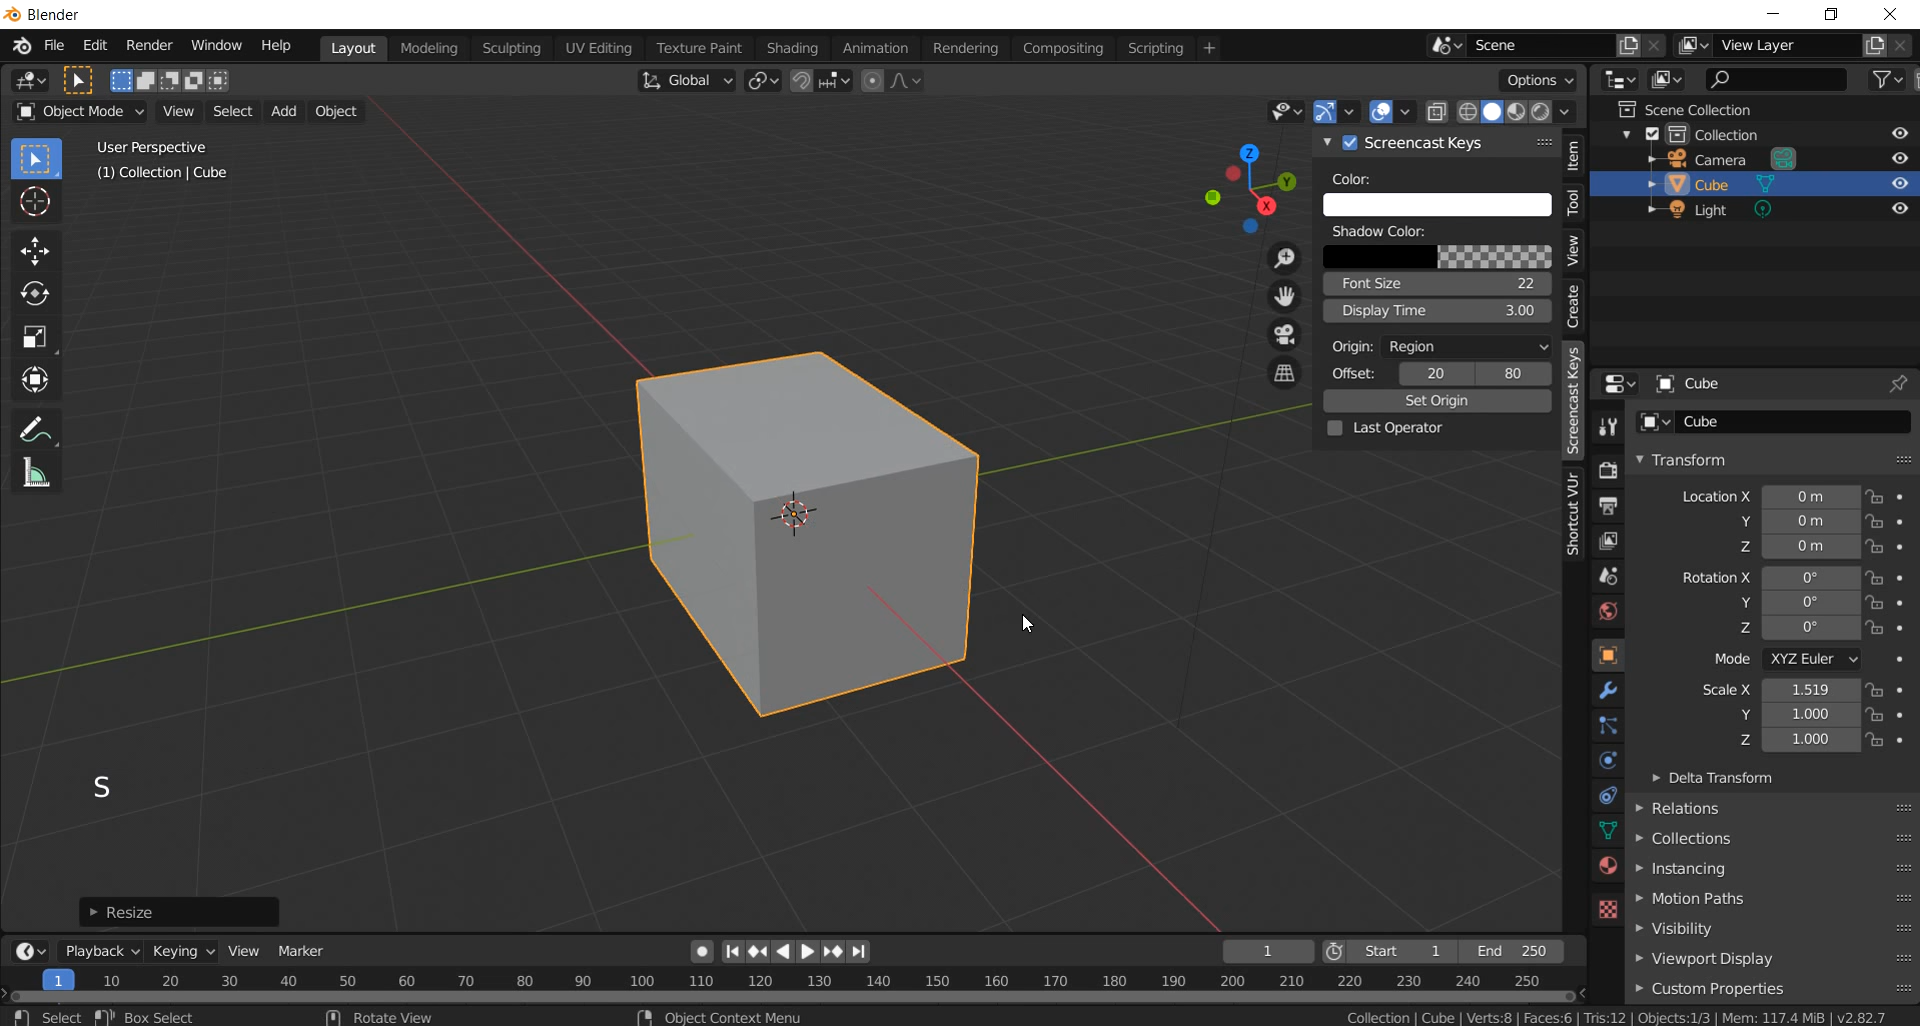 Blender
File Edit Render Window Help Layout Modeling Sculpting UV Editing Texture Paint Shading Animation Rendering Compositing Scripting + Scene View Layer
Global Options
Object Mode View Select Add Object
User Perspective
(1) Collection | Cube
Z
Y
X
Screencast Keys
Color:
Shadow Color:
Font Size 22
Display Time 3.00
Origin: Region
Offset: 20 80
Set Origin
Last Operator
Item
Tool
View
Create
Screencast Keys
Shortcut VUr
Scene Collection
Collection
Camera
Cube
Light
Cube
Cube
Transform
Location X 0 m
Y 0 m
Z 0 m
Rotation X 0°
Y 0°
Z 0°
Mode XYZ Euler
Scale X 1.519
Y 1.000
Z 1.000
Delta Transform
Relations
Collections
Instancing
Motion Paths
Visibility
Viewport Display
Custom Properties
S
Resize
Playback Keying View Marker 1 Start 1 End 250
1 10 20 30 40 50 60 70 80 90 100 110 120 130 140 150 160 170 180 190 200 210 220 230 240 250
Select Box Select Rotate View Object Context Menu Collection | Cube | Verts:8 | Faces:6 | Tris:12 | Objects:1/3 | Mem: 117.4 MiB | v2.82.7